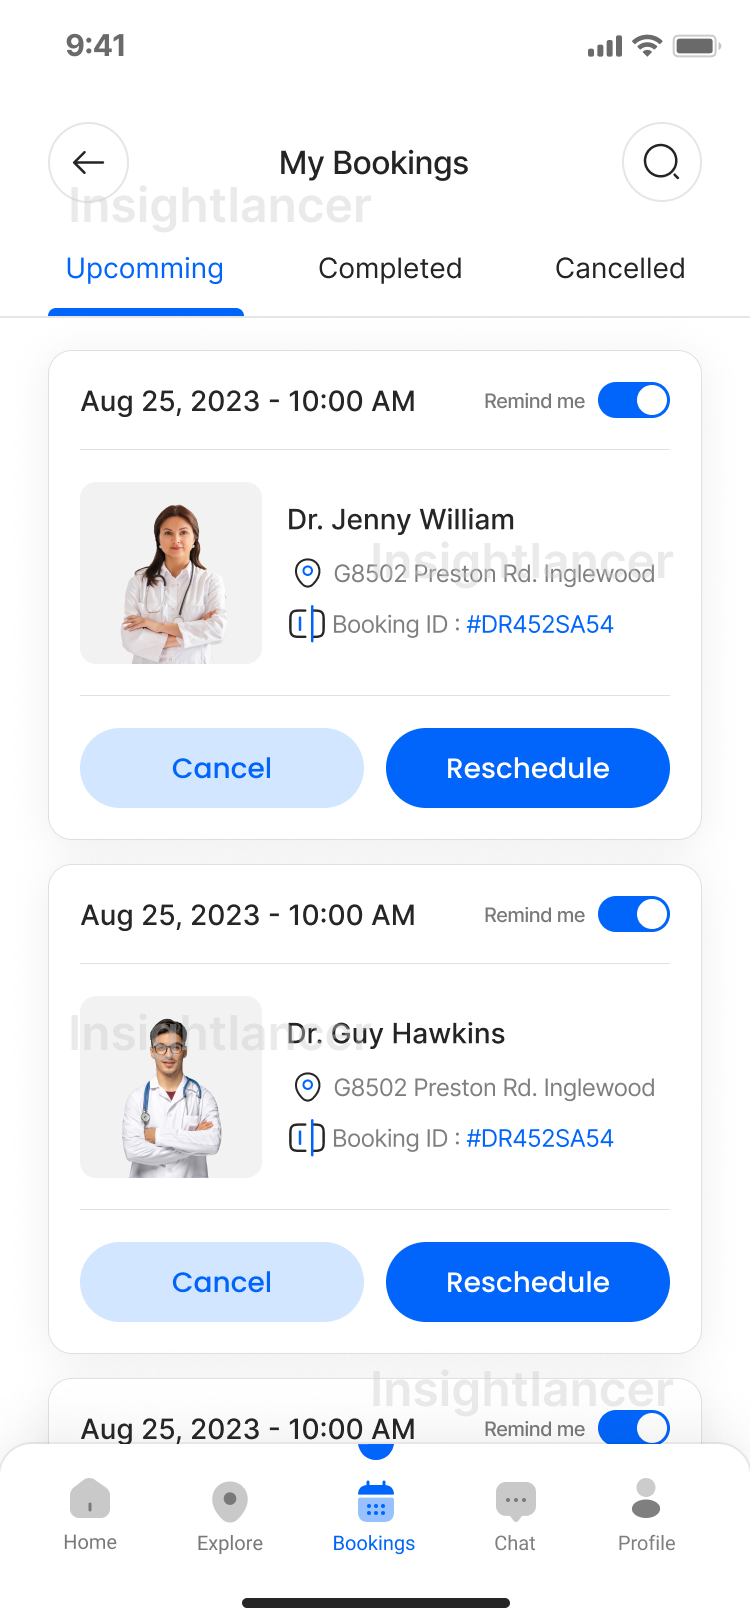 9:41
My Bookings
Insightlancer
Upcomming Completed Cancelled
Aug 25, 2023 - 10:00 AM Remind me
Dr. Jenny William
Insightlancer
G8502 Preston Rd. Inglewood
Booking ID : #DR452SA54
Cancel Reschedule
Aug 25, 2023 - 10:00 AM Remind me
Insightlancer
Dr. Guy Hawkins
G8502 Preston Rd. Inglewood
Booking ID : #DR452SA54
Cancel Reschedule
Insightlancer
Aug 25, 2023 - 10:00 AM Remind me
Home Explore Bookings Chat Profile